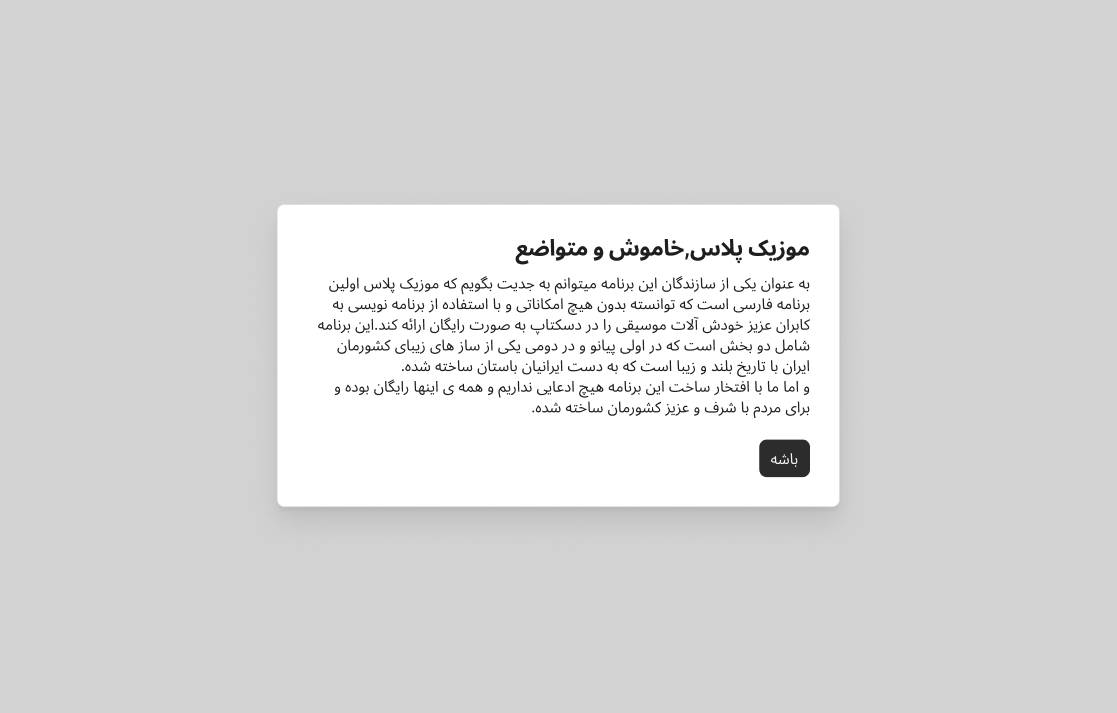 موزیک پلاس,خاموش و متواضع
به عنوان یکی از سازندگان این برنامه میتوانم به جدیت بگویم که موزیک پلاس اولین
برنامه فارسی است که توانسته بدون هیچ امکاناتی و با استفاده از برنامه نویسی به
کابران عزیز خودش آلات موسیقی را در دسکتاپ به صورت رایگان ارائه کند.این برنامه
شامل دو بخش است که در اولی پیانو و در دومی یکی از ساز های زیبای کشورمان
ایران با تاریخ بلند و زیبا است که به دست ایرانیان باستان ساخته شده.
و اما ما با افتخار ساخت این برنامه هیچ ادعایی نداریم و همه ی اینها رایگان بوده و
برای مردم با شرف و عزیز کشورمان ساخته شده.
باشه